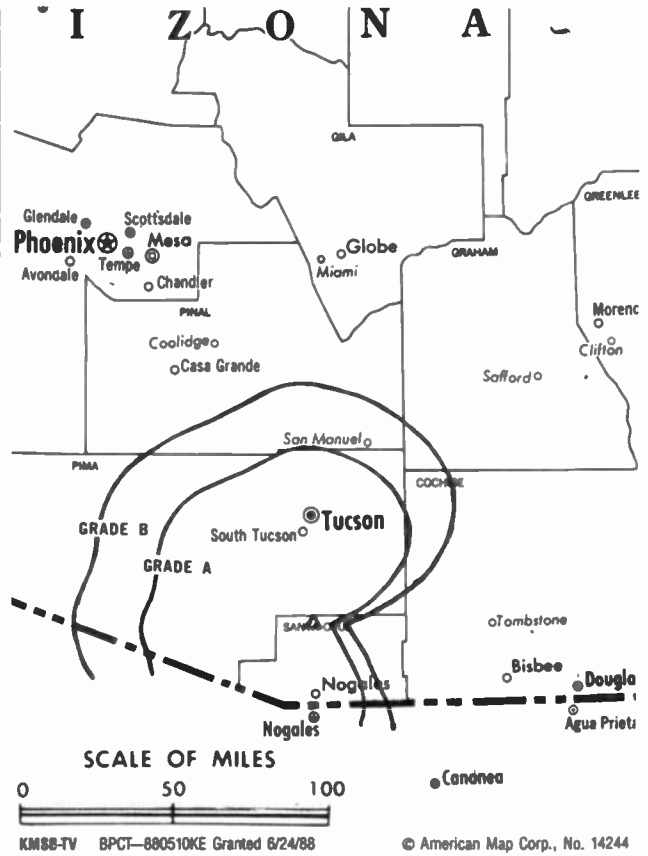 I Z O N A
GILA
GREENLEE
Glendale
Scottsdale
Phoenix
Mesa
Globe
GRAHAM
Avondale
Tempe
Miami
Chandler
PINAL
Morenc
Coolidge
Clifton
Casa Grande
Safford
San Manuel
PIMA
COCHISE
GRADE B
Tucson
South Tucson
GRADE A
Tombstone
Bisbee
Nogales
Dougla
Nogales
Agua Prieta
SCALE OF MILES
Cananea
0 50 100
KMSB-TV BPCT—880510KE Granted 6/24/88
© American Map Corp., No. 14244